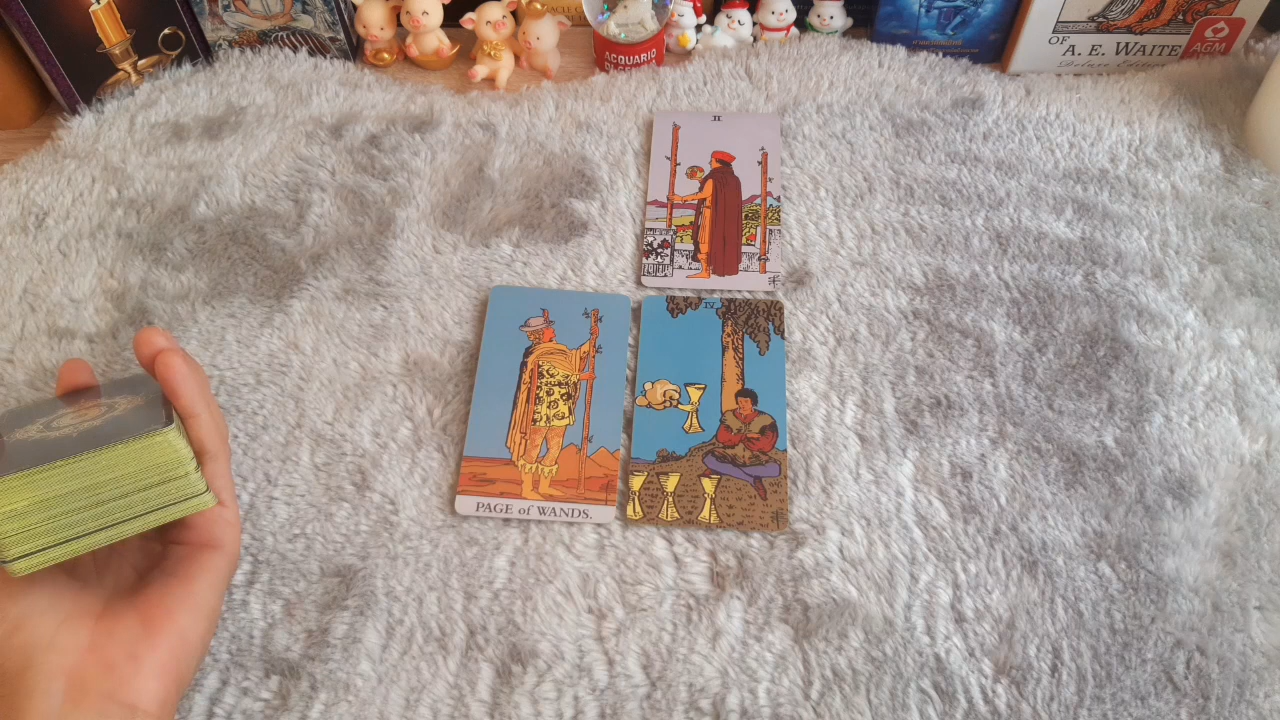 ACQUARIO
OF A. E. WAITE
AGM
Deluxe Edition
II
IV
PAGE of WANDS.